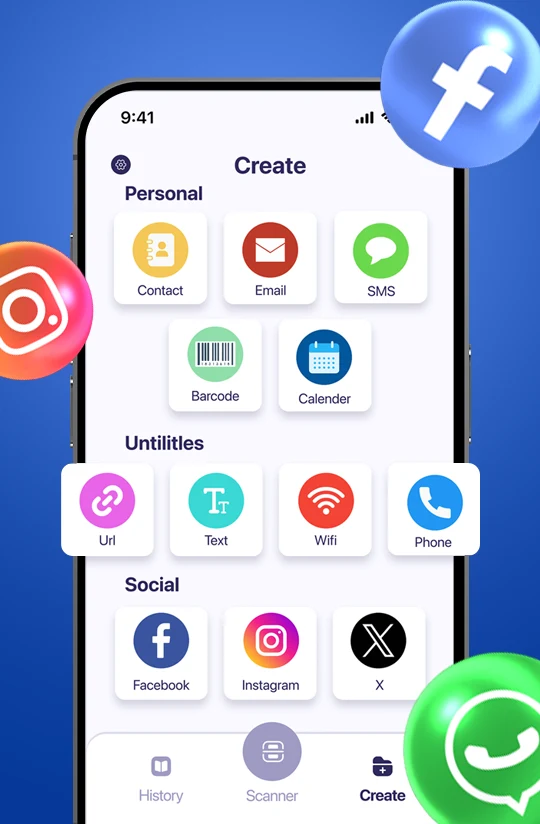 9:41
Create
Personal
Contact Email SMS
Barcode Calender
Untilitles
Url Text Wifi Phone
Social
Facebook Instagram X
History Scanner Create